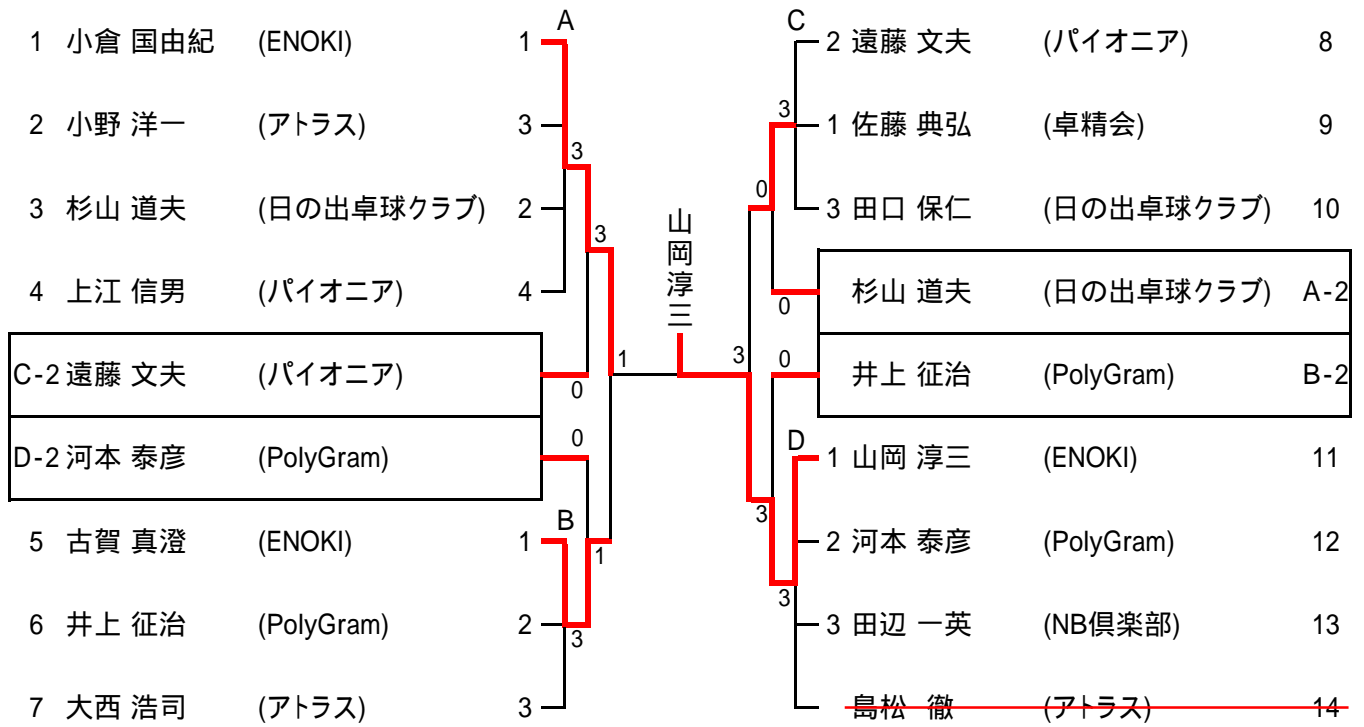 A
1 小倉 国由紀 (ENOKI) 1
2 小野 洋一 (アトラス) 3
3
3 杉山 道夫 (日の出卓球クラブ) 2
3
4 上江 信男 (パイオニア) 4
C-2 遠藤 文夫 (パイオニア)
0
1
D-2 河本 泰彦 (PolyGram)
0
B
5 古賀 真澄 (ENOKI) 1
1
6 井上 征治 (PolyGram) 2
3
7 大西 浩司 (アトラス) 3
山岡淳三
C
2 遠藤 文夫 (パイオニア) 8
3
1 佐藤 典弘 (卓精会) 9
0
3 田口 保仁 (日の出卓球クラブ) 10
杉山 道夫 (日の出卓球クラブ) A-2
0
3
0
井上 征治 (PolyGram) B-2
D
1 山岡 淳三 (ENOKI) 11
3
2 河本 泰彦 (PolyGram) 12
3
3 田辺 一英 (NB倶楽部) 13
島松 徹 (アトラス) 14